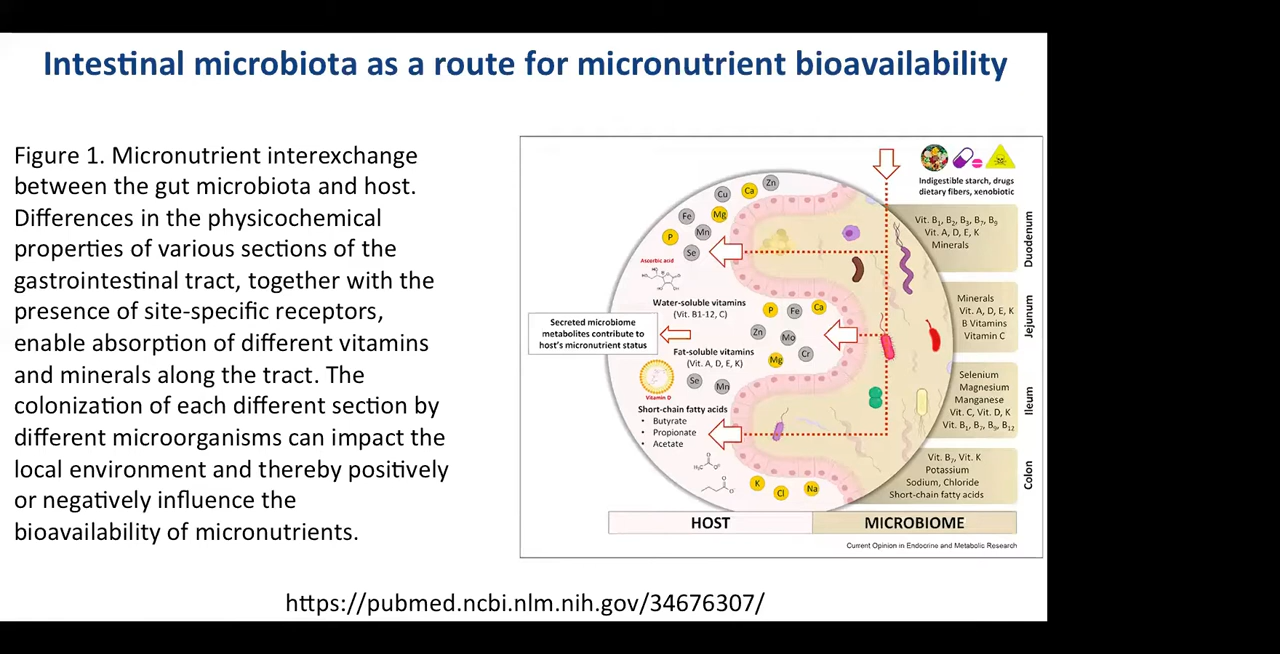 Intestinal microbiota as a route for micronutrient bioavailability
Figure 1. Micronutrient interexchange
between the gut microbiota and host.
Differences in the physicochemical
properties of various sections of the
gastrointestinal tract, together with the
presence of site-specific receptors,
enable absorption of different vitamins
and minerals along the tract. The
colonization of each different section by
different microorganisms can impact the
local environment and thereby positively
or negatively influence the
bioavailability of micronutrients.
Indigestible starch, drugs
dietary fibers, xenobiotic
Zn
Cu
Ca
Fe
Mg
P
Mn
Se
Ascorbic acid
Water-soluble vitamins
(Vit. B1-12, C)
P
Fe
Ca
Zn
Mo
Cr
Mg
Secreted microbiome
metabolites contribute to
host's micronutrient status
Fat-soluble vitamins
(Vit. A, D, E, K)
Se
Mn
Vitamin D
Short-chain fatty acids
• Butyrate
• Propionate
• Acetate
K
Cl
Na
Vit. B1, B2, B3, B7, B9
Vit. A, D, E, K
Minerals
Duodenum
Minerals
Vit. A, D, E, K
B Vitamins
Vitamin C
Jejunum
Selenium
Magnesium
Manganese
Vit. C, Vit. D, K
Vit. B1, B7, B9, B12
Ileum
Vit. B7, Vit. K
Potassium
Sodium, Chloride
Short-chain fatty acids
Colon
HOST
MICROBIOME
Current Opinion in Endocrine and Metabolic Research
https://pubmed.ncbi.nlm.nih.gov/34676307/